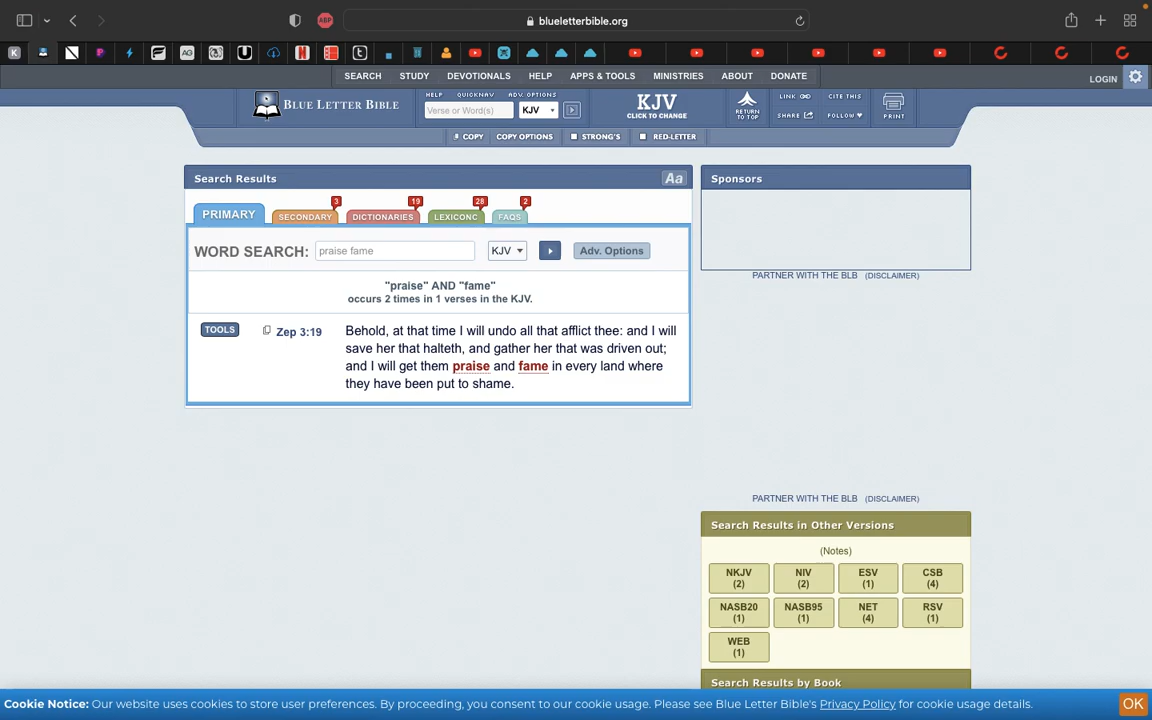 blueletterbible.org
SEARCH STUDY DEVOTIONALS HELP APPS & TOOLS MINISTRIES ABOUT DONATE
LOGIN
BLUE LETTER BIBLE
HELP QUICKNAV ADV. OPTIONS
Verse or Word(s) KJV
KJV
CLICK TO CHANGE
RETURN TO TOP
LINK CITE THIS
SHARE FOLLOW
PRINT
COPY COPY OPTIONS STRONG'S RED-LETTER
Search Results Aa
3 19 28 2
PRIMARY SECONDARY DICTIONARIES LEXICONC FAQS
WORD SEARCH: praise fame KJV Adv. Options
"praise" AND "fame"
occurs 2 times in 1 verses in the KJV.
TOOLS Zep 3:19 Behold, at that time I will undo all that afflict thee: and I will
save her that halteth, and gather her that was driven out;
and I will get them praise and fame in every land where
they have been put to shame.
Sponsors
PARTNER WITH THE BLB (DISCLAIMER)
PARTNER WITH THE BLB (DISCLAIMER)
Search Results in Other Versions
(Notes)
NKJV NIV ESV CSB
(2) (2) (1) (4)
NASB20 NASB95 NET RSV
(1) (1) (4) (1)
WEB
(1)
Search Results by Book
Cookie Notice: Our website uses cookies to store user preferences. By proceeding, you consent to our cookie usage. Please see Blue Letter Bible's Privacy Policy for cookie usage details. OK